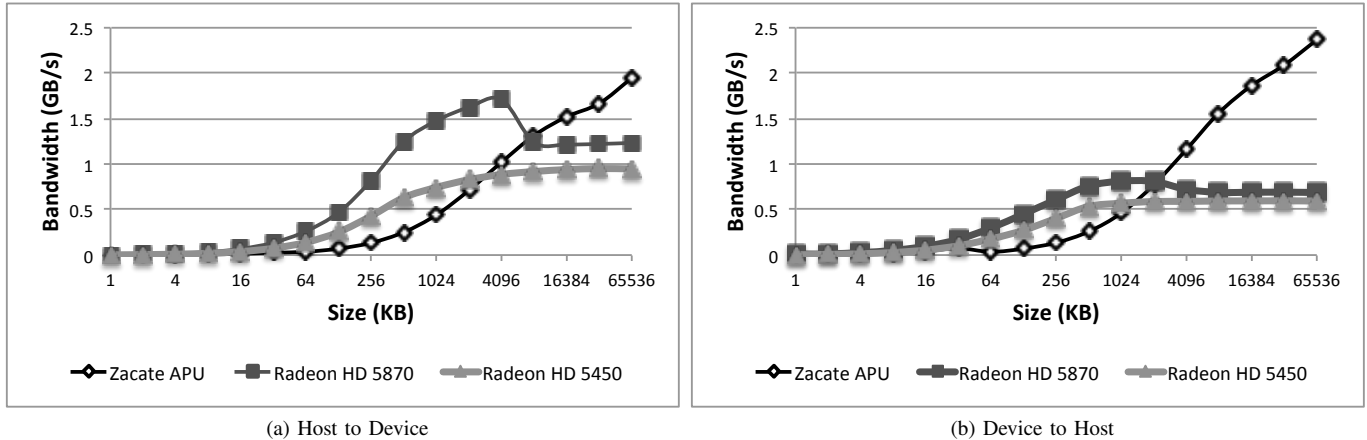 2.5
2
1.5
1
0.5
0
Bandwidth (GB/s)
1 4 16 64 256 1024 4096 16384 65536
Size (KB)
Zacate APU Radeon HD 5870 Radeon HD 5450
(a) Host to Device
2.5
2
1.5
1
0.5
0
Bandwidth (GB/s)
1 4 16 64 256 1024 4096 16384 65536
Size (KB)
Zacate APU Radeon HD 5870 Radeon HD 5450
(b) Device to Host